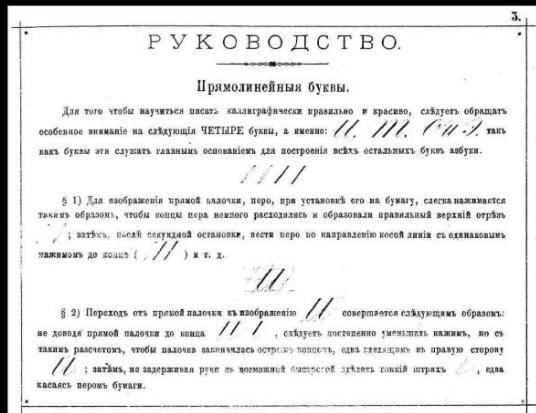 3.
РУКОВОДСТВО.
Прямолинейныя буквы.
Для того чтобы научиться писать каллиграфически правильно и красиво, слѣдуетъ обращать
особенное вниманіе на слѣдующія ЧЕТЫРЕ буквы, а именно: И. Т. О и Э. такъ
какъ буквы эти служатъ главнымъ основаніемъ для построенія всѣхъ остальныхъ буквъ азбуки.
§ 1) Для изображенія прямой палочки, перо, при установкѣ его на бумагу, слегка нажимается
такимъ образомъ, чтобы концы пера немного расходились и образовали правильный верхній отрѣзъ
; затѣмъ, послѣ секундной остановки, вести перо по направленію косой линіи съ одинаковымъ
нажимомъ до конца ( ) и т. д.
§ 2) Переходъ отъ прямой палочки къ изображенію И совершается слѣдующимъ образомъ:
не доводя прямой палочки до конца , слѣдуетъ постепенно уменьшать нажимъ, но съ
такимъ разсчетомъ, чтобы палочка закончилась острымъ концомъ, едва глядящимъ въ правую сторону
; затѣмъ, не задерживая руки съ возможной быстротой сдѣлать тонкій штрихъ , едва
касаясь перомъ бумаги.